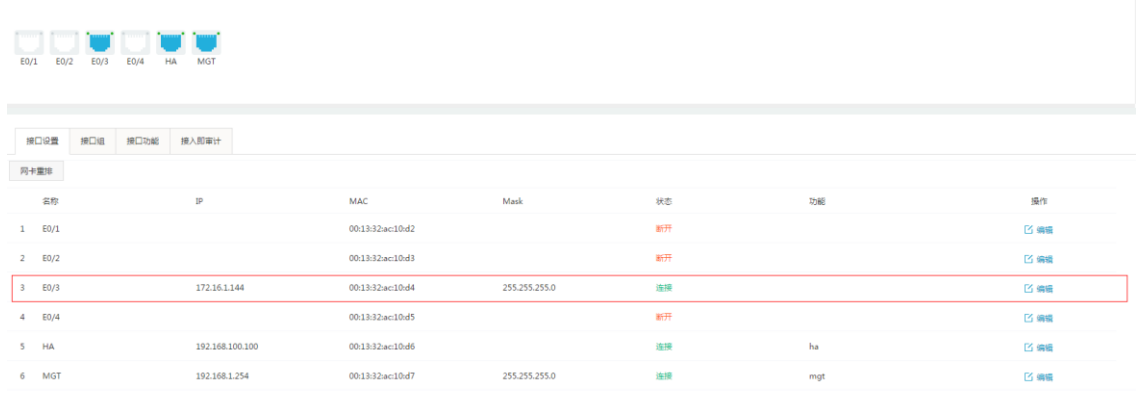 E0/1 E0/2 E0/3 E0/4 HA MGT
接口设置 接口组 接口功能 接入即审计
网卡重排
名称 IP MAC Mask 状态 功能 操作
1 E0/1 00:13:32:ac:10:d2 断开 编辑
2 E0/2 00:13:32:ac:10:d3 断开 编辑
3 E0/3 172.16.1.144 00:13:32:ac:10:d4 255.255.255.0 连接 编辑
4 E0/4 00:13:32:ac:10:d5 断开 编辑
5 HA 192.168.100.100 00:13:32:ac:10:d6 连接 ha 编辑
6 MGT 192.168.1.254 00:13:32:ac:10:d7 255.255.255.0 连接 mgt 编辑